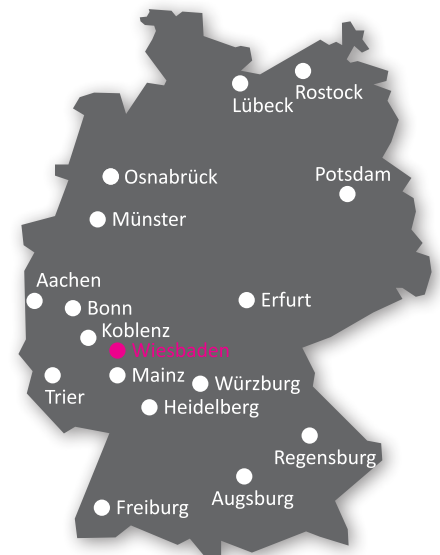 Rostock
Lübeck
Potsdam
Osnabrück
Münster
Aachen
Erfurt
Bonn
Koblenz
Wiesbaden
Mainz
Würzburg
Trier
Heidelberg
Regensburg
Augsburg
Freiburg